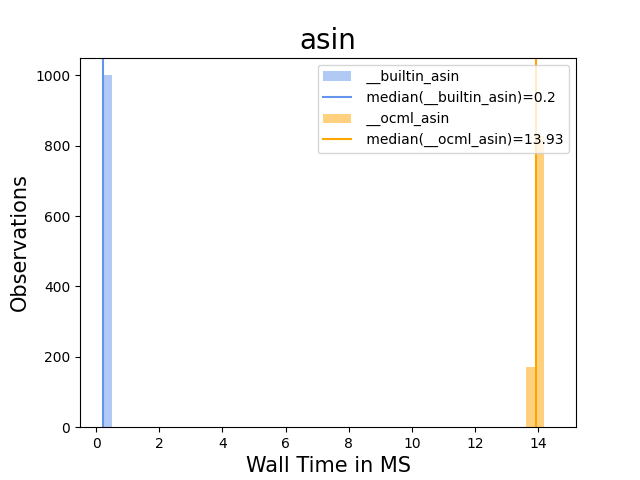 asin
1000
800
600
400
200
0
Observations
__builtin_asin
median(__builtin_asin)=0.2
__ocml_asin
median(__ocml_asin)=13.93
0 2 4 6 8 10 12 14
Wall Time in MS